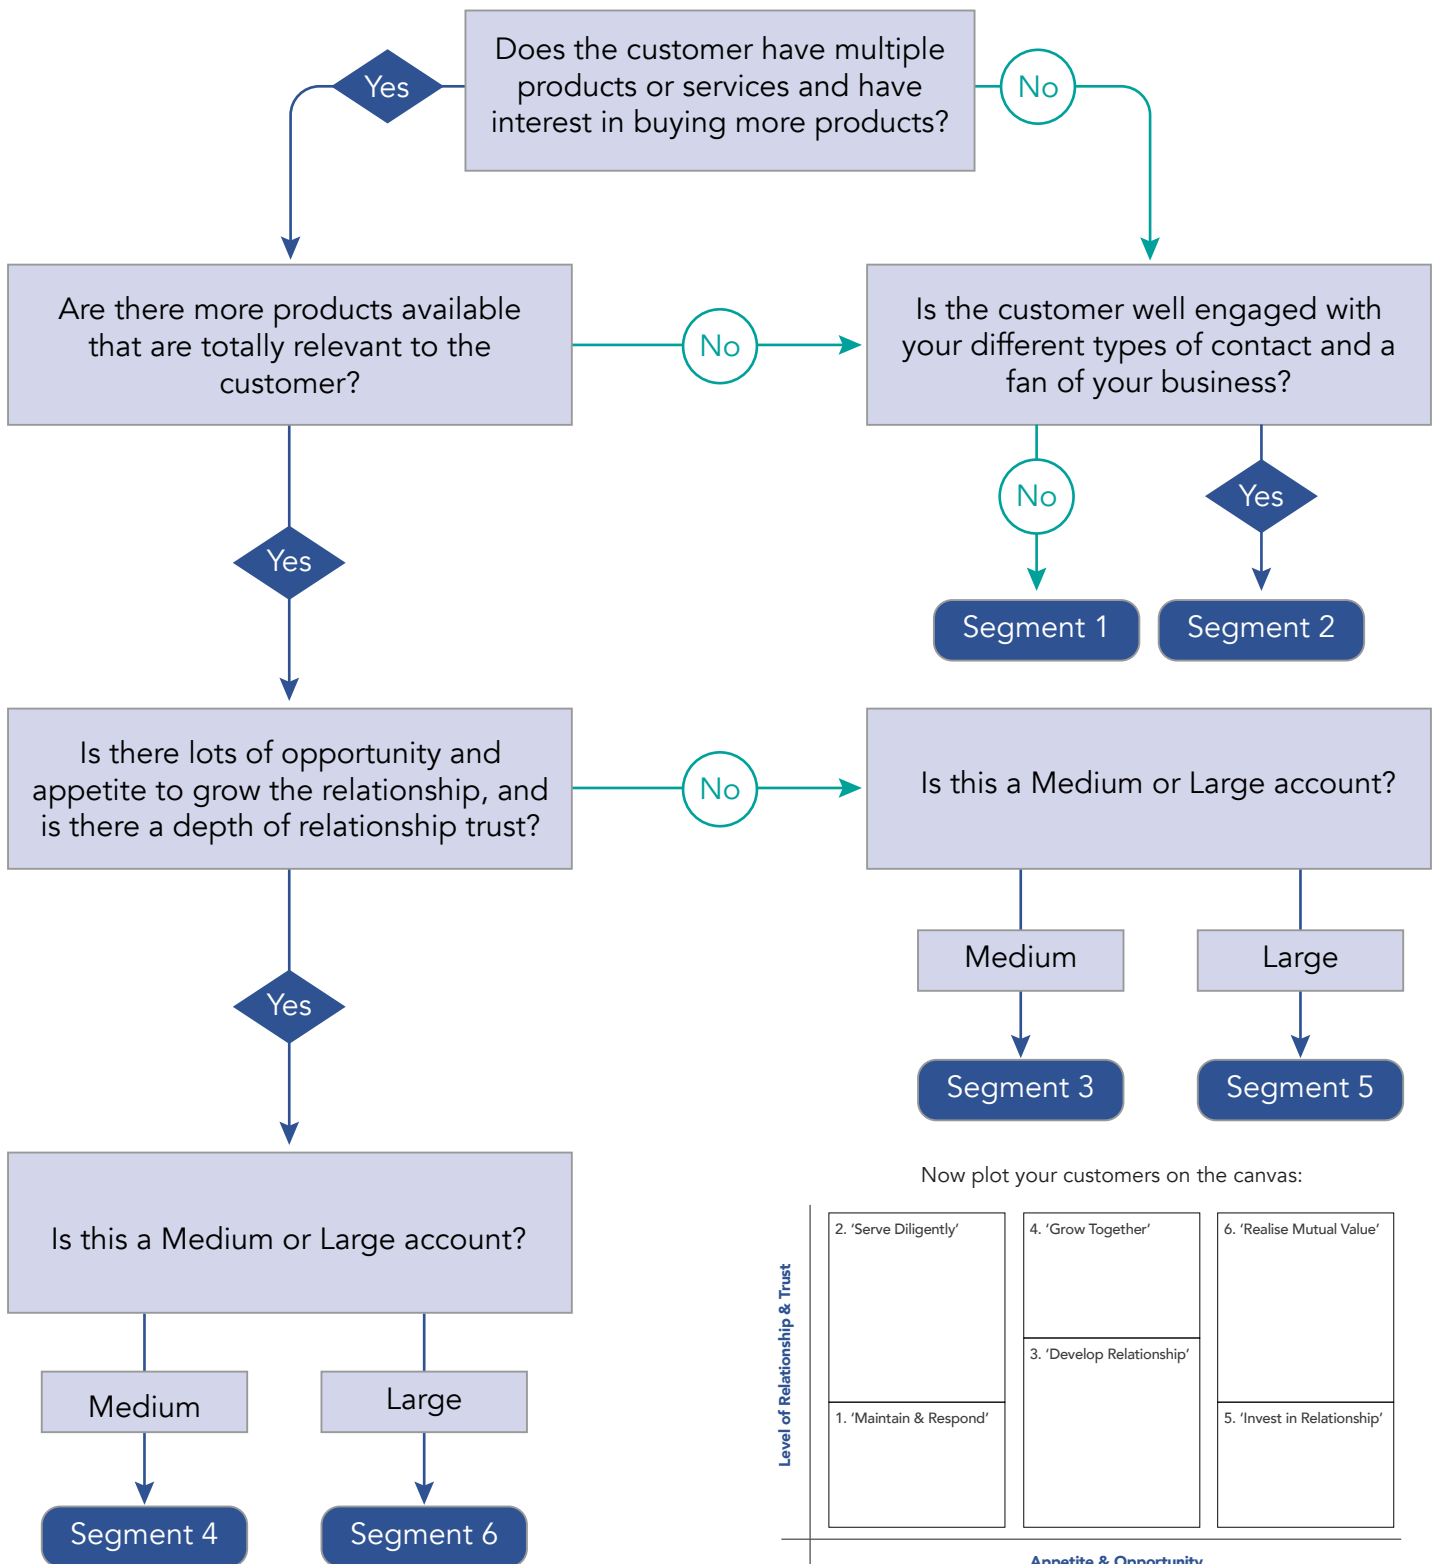 Does the customer have multiple
products or services and have
interest in buying more products?
Yes
No
Are there more products available
that are totally relevant to the
customer?
No
Is the customer well engaged with
your different types of contact and a
fan of your business?
No
Yes
Yes
Segment 1
Segment 2
Is there lots of opportunity and
appetite to grow the relationship, and
is there a depth of relationship trust?
No
Is this a Medium or Large account?
Medium
Large
Yes
Segment 3
Segment 5
Is this a Medium or Large account?
Medium
Large
Segment 4
Segment 6
Now plot your customers on the canvas:
Level of Relationship & Trust
2. 'Serve Diligently'
4. 'Grow Together'
6. 'Realise Mutual Value'
3. 'Develop Relationship'
1. 'Maintain & Respond'
5. 'Invest in Relationship'
Appetite & Opportunity